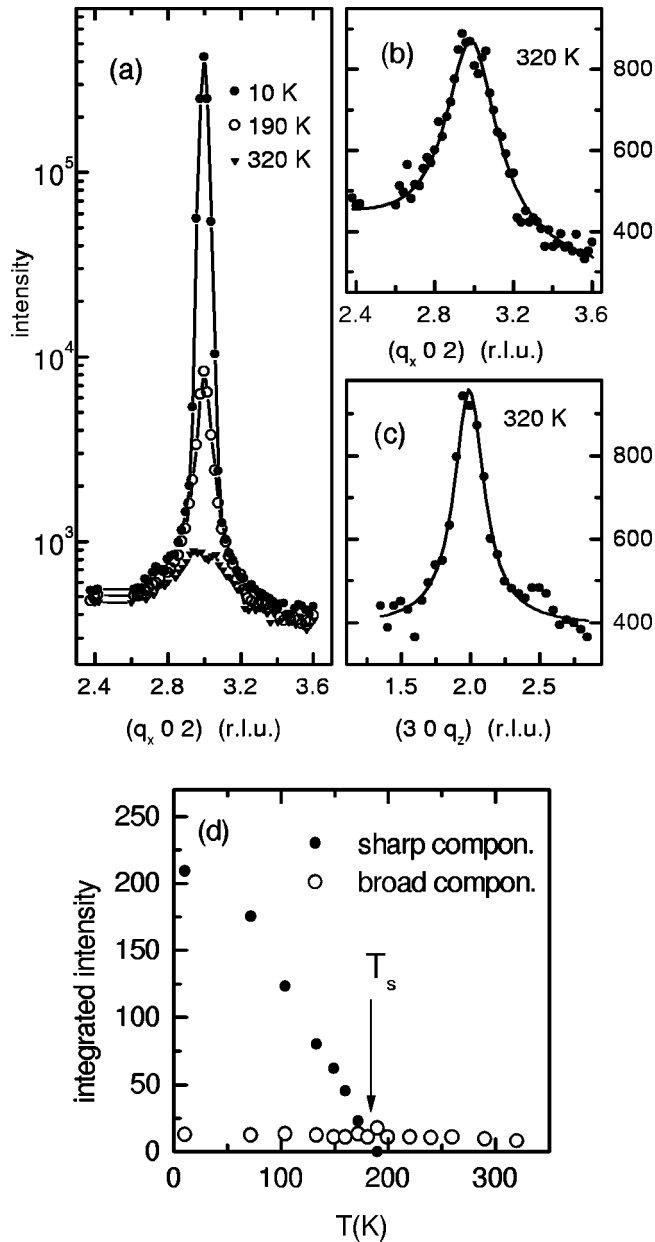 (a)
10 K
190 K
320 K
intensity
10^5
10^4
10^3
2.4 2.8 3.2 3.6
(q_x 0 2) (r.l.u.)
(b)
320 K
800
600
400
2.4 2.8 3.2 3.6
(q_x 0 2) (r.l.u.)
(c)
320 K
800
600
400
1.5 2.0 2.5
(3 0 q_z) (r.l.u.)
(d)
sharp compon.
broad compon.
T_s
integrated intensity
250
200
150
100
50
25
0
0 100 200 300
T(K)